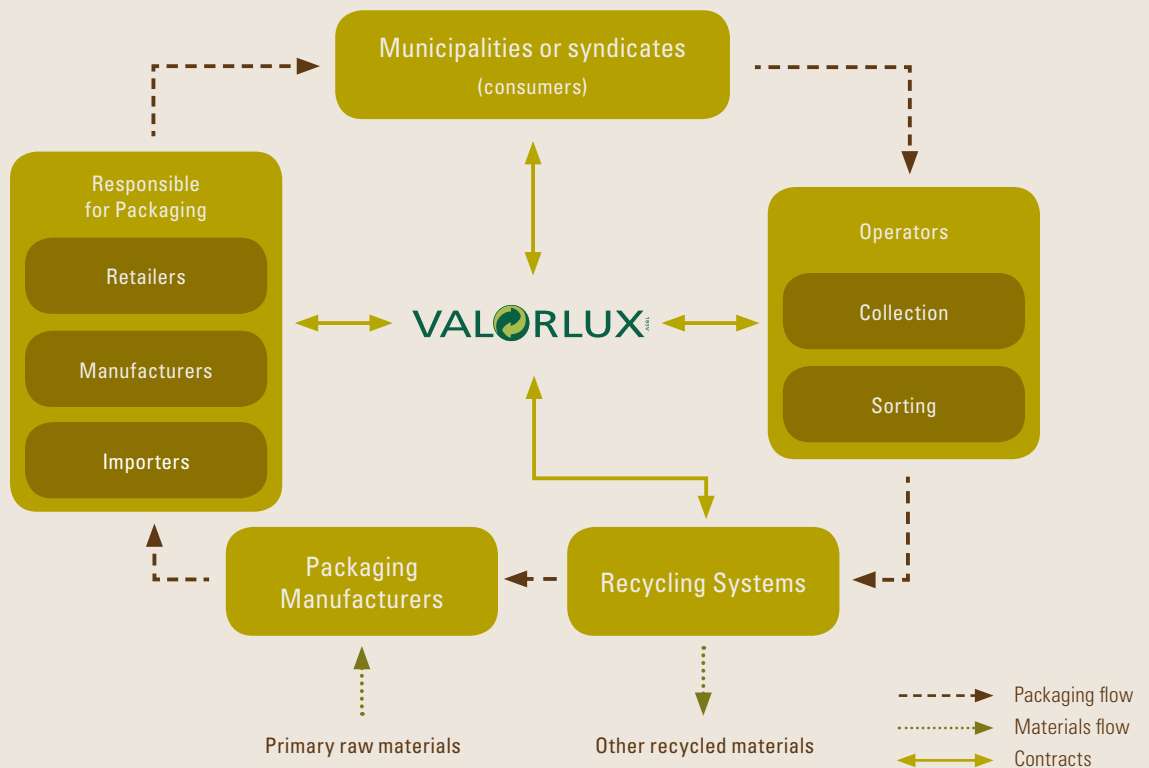 Municipalities or syndicates
(consumers)
Responsible
for Packaging
Retailers
Manufacturers
Importers
VALORLUX ASBL
Operators
Collection
Sorting
Packaging
Manufacturers
Recycling Systems
Primary raw materials
Other recycled materials
Packaging flow
Materials flow
Contracts